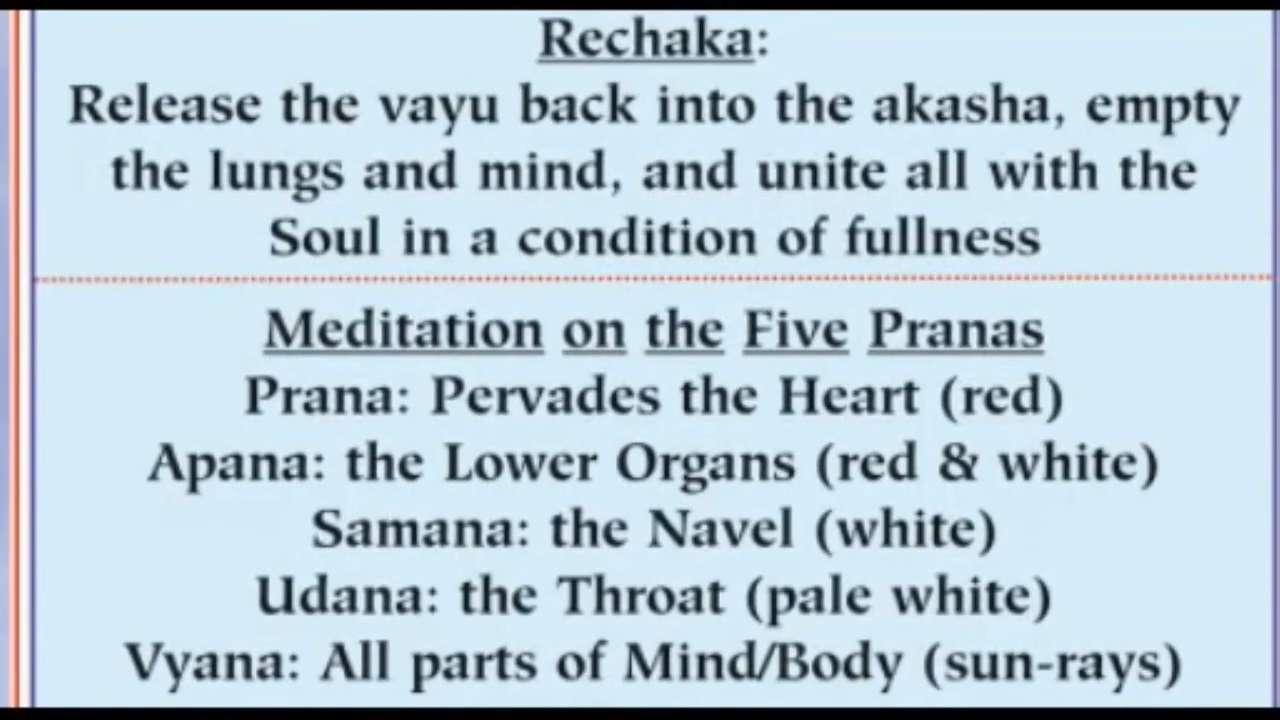 Rechaka:
Release the vayu back into the akasha, empty
the lungs and mind, and unite all with the
Soul in a condition of fullness
Meditation on the Five Pranas
Prana: Pervades the Heart (red)
Apana: the Lower Organs (red & white)
Samana: the Navel (white)
Udana: the Throat (pale white)
Vyana: All parts of Mind/Body (sun-rays)